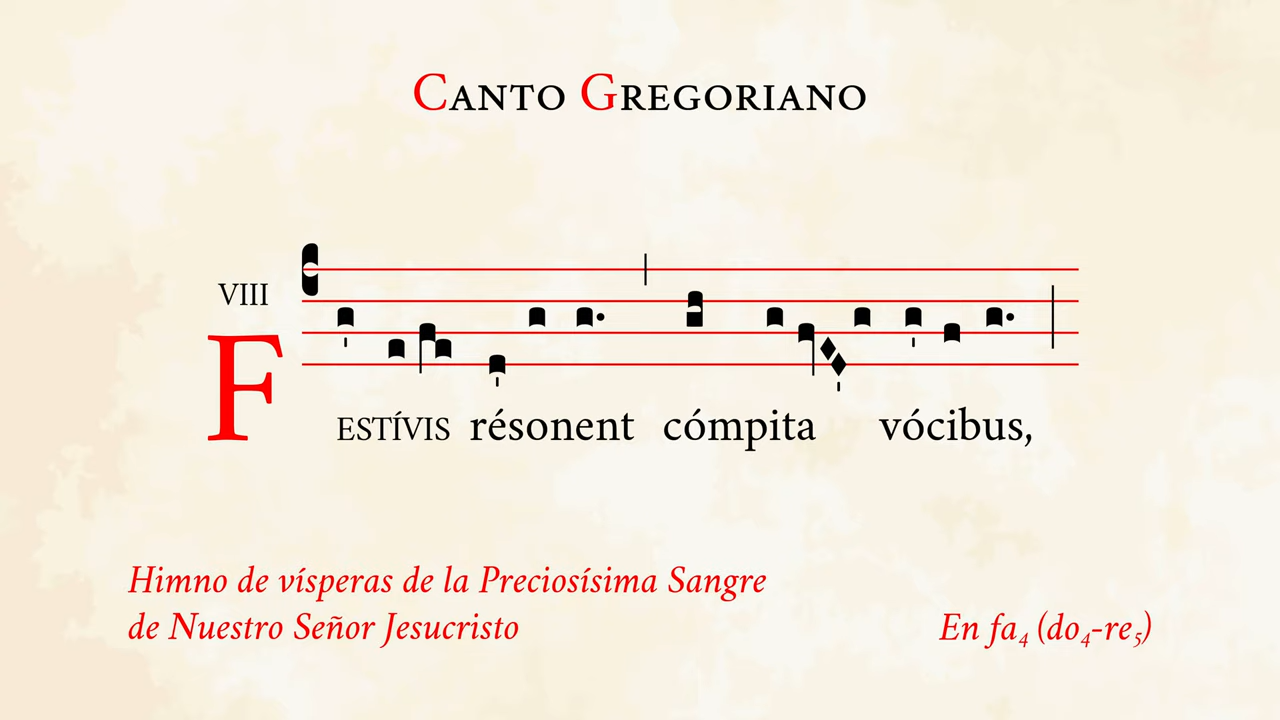 Canto Gregoriano
VIII
FESTÍVIS résonent cómpita vócibus,
Himno de vísperas de la Preciosísima Sangre
de Nuestro Señor Jesucristo
En fa₄ (do₄-re₅)